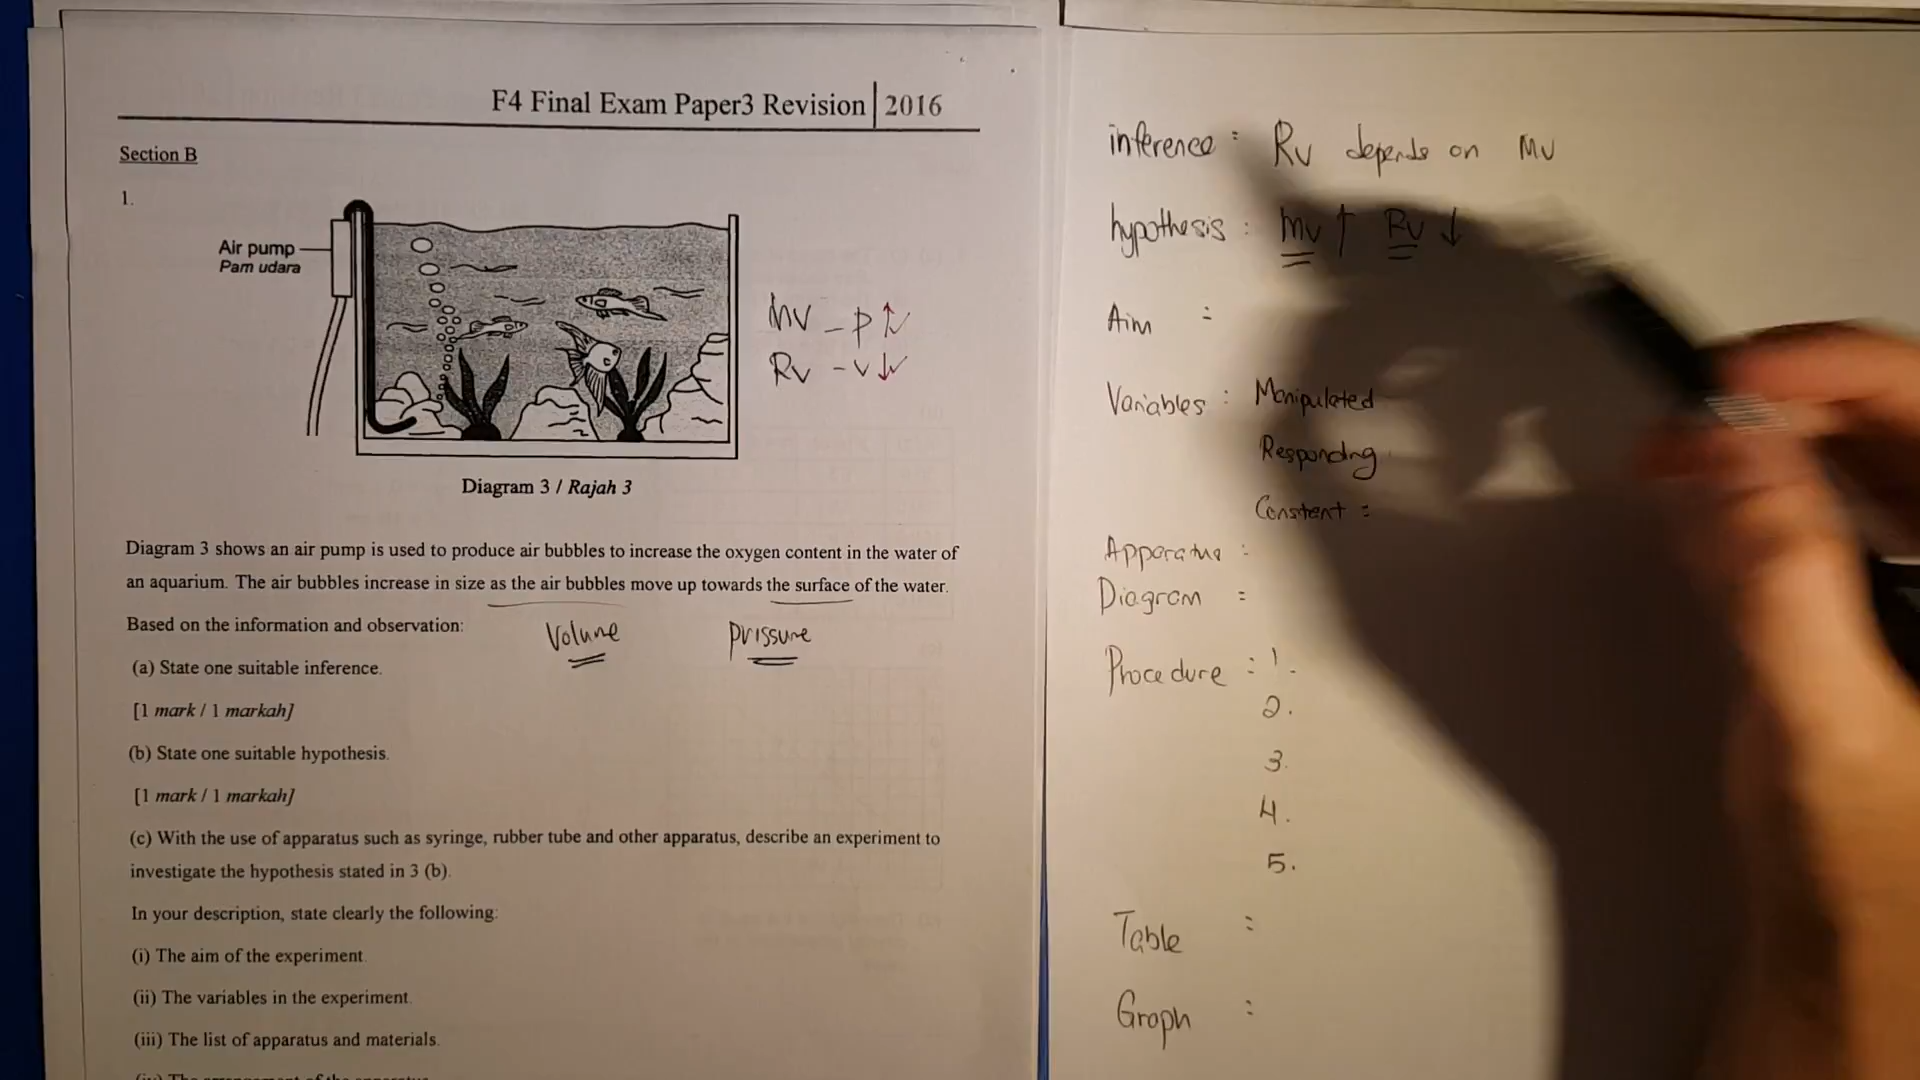 F4 Final Exam Paper3 Revision 2016
Section B
1.
Air pump
Pam udara
MV - P ↑
RV - V ↓
Diagram 3 / Rajah 3
Diagram 3 shows an air pump is used to produce air bubbles to increase the oxygen content in the water of
an aquarium. The air bubbles increase in size as the air bubbles move up towards the surface of the water.
Volume prissure
Based on the information and observation:
(a) State one suitable inference.
[1 mark / 1 markah]
(b) State one suitable hypothesis.
[1 mark / 1 markah]
(c) With the use of apparatus such as syringe, rubber tube and other apparatus, describe an experiment to
investigate the hypothesis stated in 3 (b).
In your description, state clearly the following:
(i) The aim of the experiment.
(ii) The variables in the experiment.
(iii) The list of apparatus and materials.
inference : Rv depends on Mv
hypothesis : Mv ↑ Rv ↓
Aim :
Variables : Manipulated
Responding
Constent =
Apparatus :
Diagram =
Procedure : 1.
2.
3.
4.
5.
Table :
Graph :